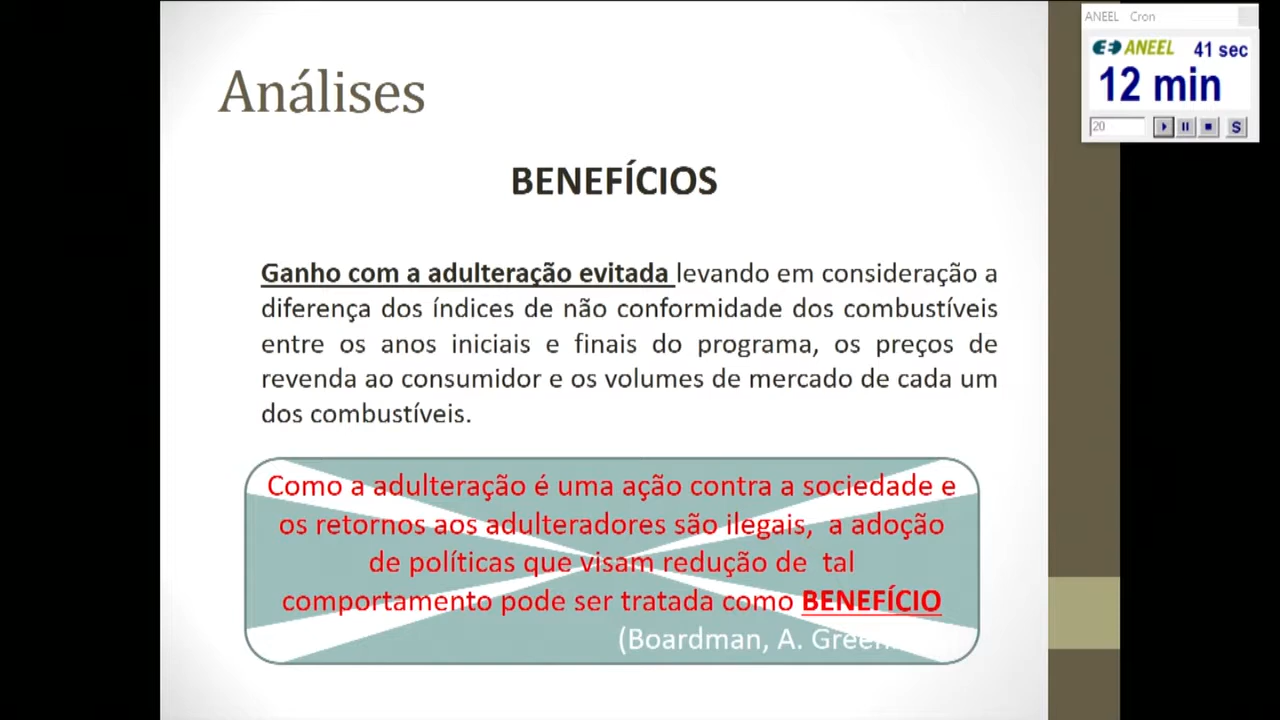 Análises
BENEFÍCIOS
Ganho com a adulteração evitada levando em consideração a
diferença dos índices de não conformidade dos combustíveis
entre os anos iniciais e finais do programa, os preços de
revenda ao consumidor e os volumes de mercado de cada um
dos combustíveis.
Como a adulteração é uma ação contra a sociedade e
os retornos aos adulteradores são ilegais, a adoção
de políticas que visam redução de tal
comportamento pode ser tratada como BENEFÍCIO
(Boardman, A.
ANEEL Cron
ANEEL 41 sec
12 min
20
S